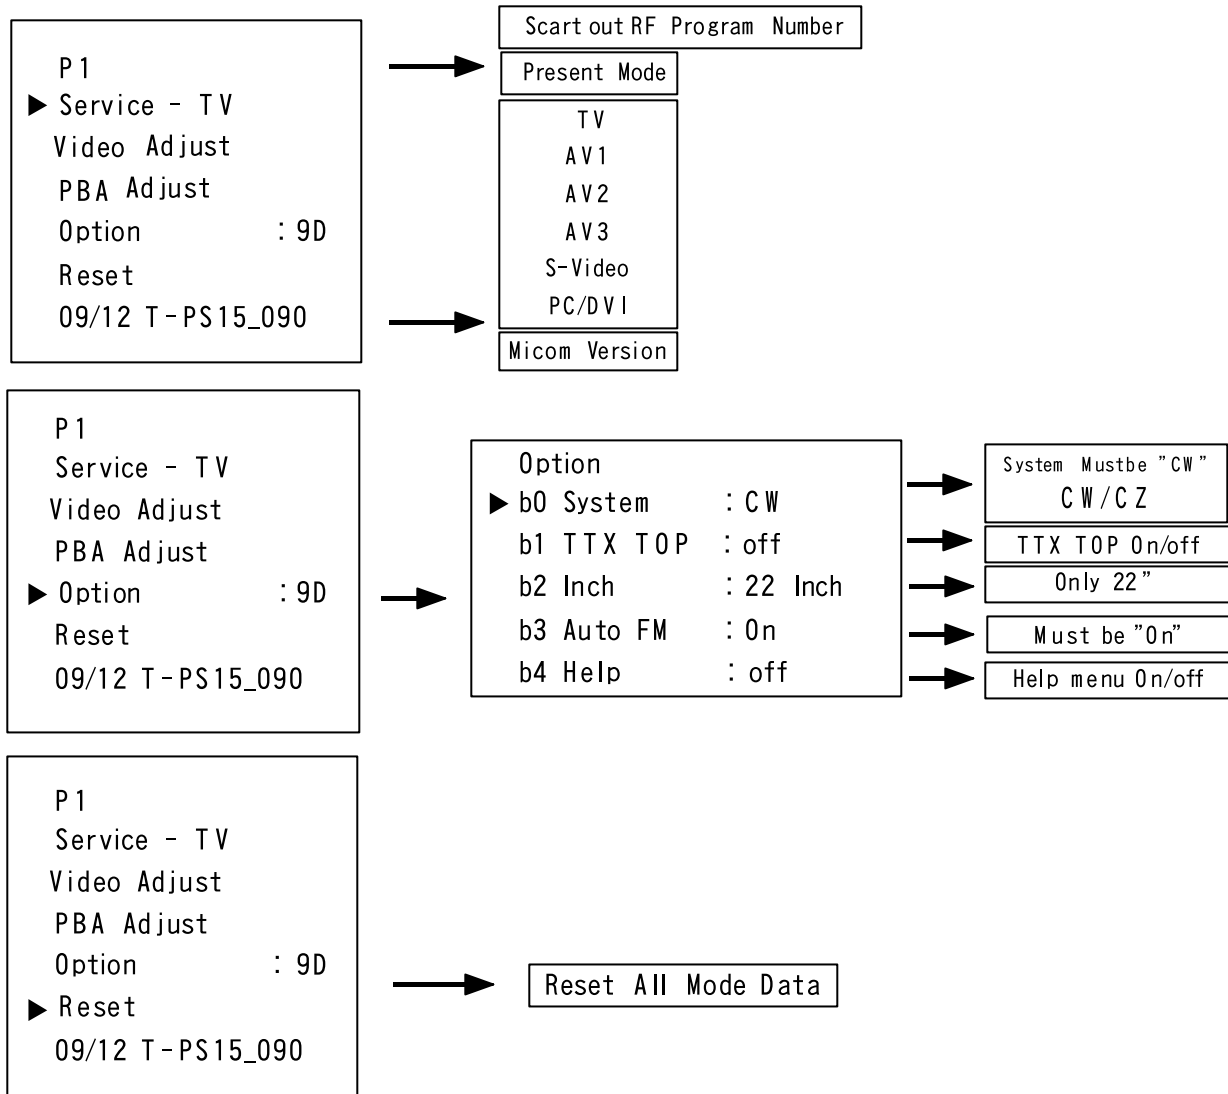 P1
▶ Service - TV
Video Adjust
PBA Adjust
Option : 9D
Reset
09/12 T-PS15_090
Scart out RF Program Number
Present Mode
TV
AV1
AV2
AV3
S-Video
PC/DVI
Micom Version
P1
Service - TV
Video Adjust
PBA Adjust
▶ Option : 9D
Reset
09/12 T-PS15_090
Option
▶ b0 System : CW
b1 TTX TOP : off
b2 Inch : 22 Inch
b3 Auto FM : On
b4 Help : off
System Mustbe "CW"
CW/CZ
TTX TOP On/off
Only 22"
Must be "On"
Help menu On/off
P1
Service - TV
Video Adjust
PBA Adjust
Option : 9D
▶ Reset
09/12 T-PS15_090
Reset All Mode Data